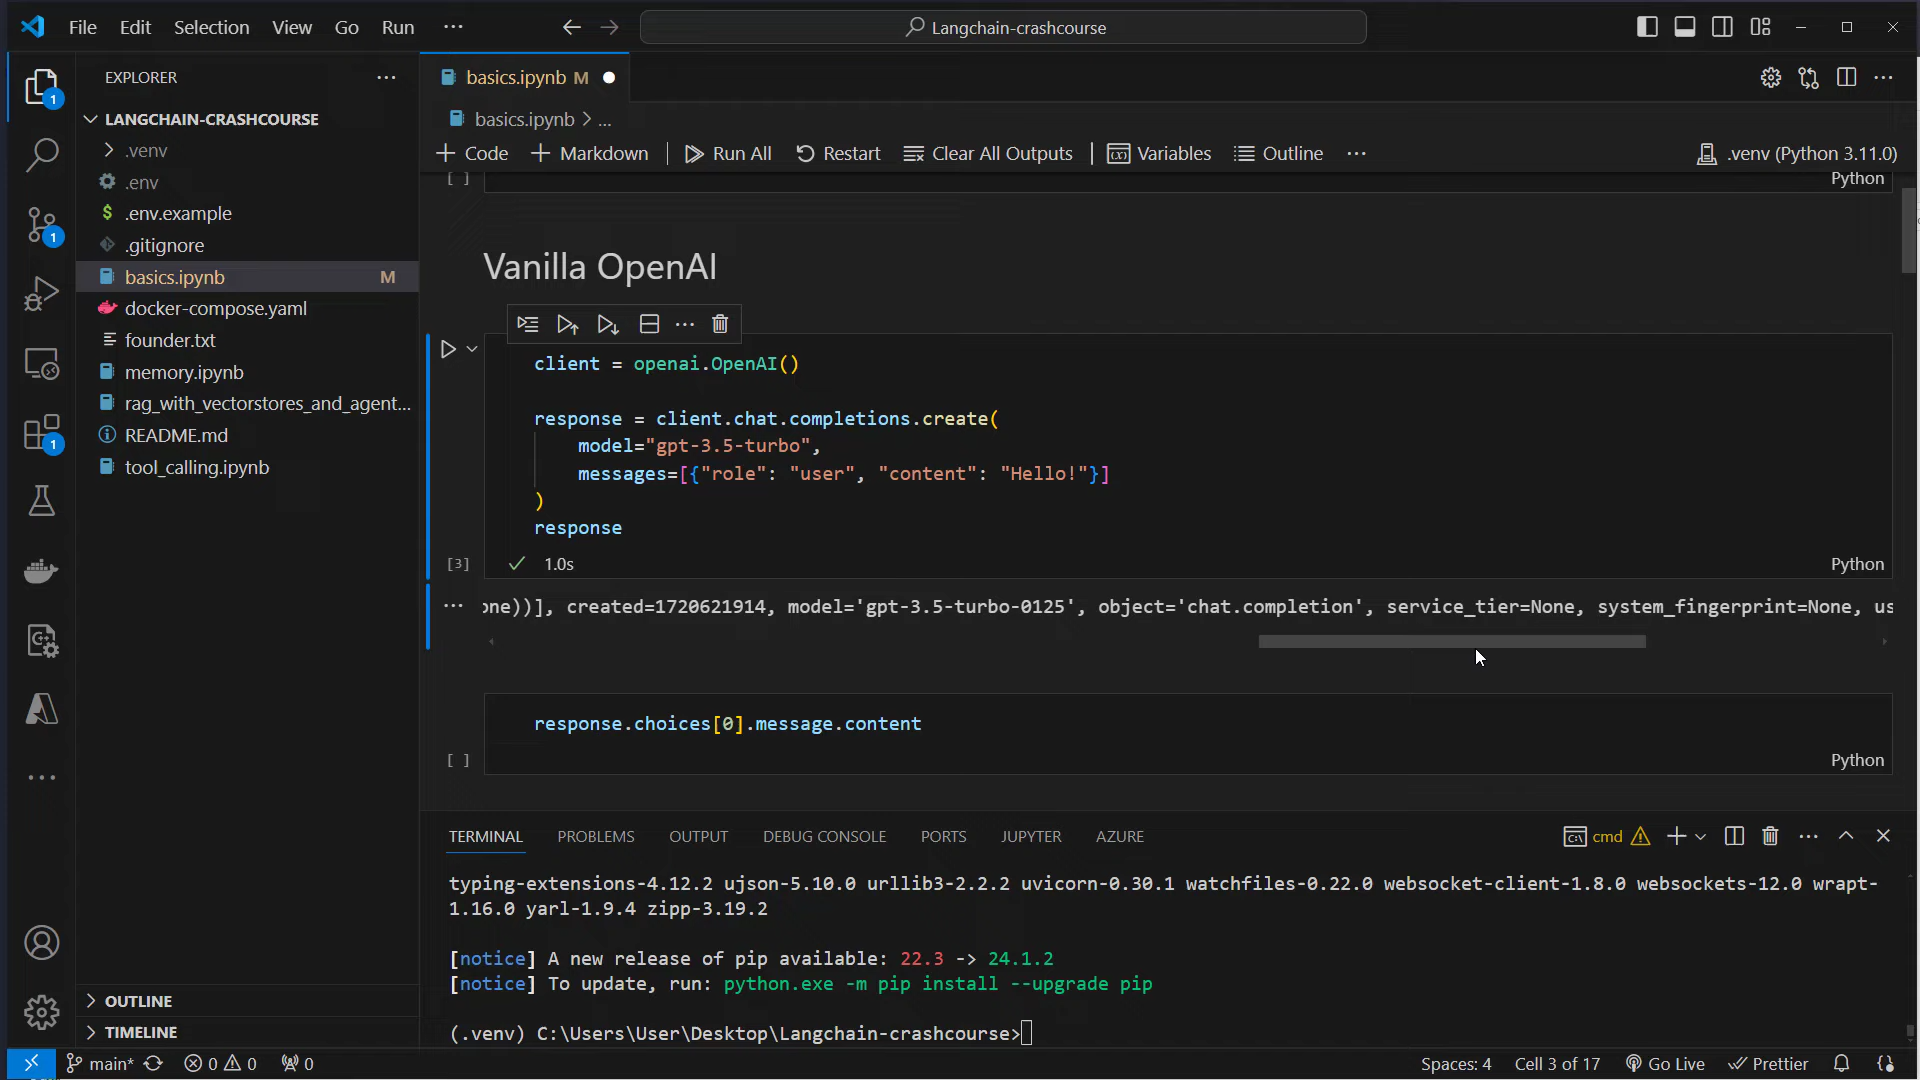 File Edit Selection View Go Run ···
Langchain-crashcourse
EXPLORER ···
LANGCHAIN-CRASHCOURSE
.venv
.env
.env.example
.gitignore
basics.ipynb M
docker-compose.yaml
founder.txt
memory.ipynb
rag_with_vectorstores_and_agent...
README.md
tool_calling.ipynb
OUTLINE
TIMELINE
1
1
1
basics.ipynb M
basics.ipynb > ...
+ Code + Markdown Run All Restart Clear All Outputs (x) Variables Outline ··· .venv (Python 3.11.0)
[ ] Python
Vanilla OpenAI
client = openai.OpenAI()
response = client.chat.completions.create(
model="gpt-3.5-turbo",
messages=[{"role": "user", "content": "Hello!"}]
)
response
[3] 1.0s Python
one))], created=1720621914, model='gpt-3.5-turbo-0125', object='chat.completion', service_tier=None, system_fingerprint=None, us
response.choices[0].message.content
[ ] Python
TERMINAL PROBLEMS OUTPUT DEBUG CONSOLE PORTS JUPYTER AZURE cmd
typing-extensions-4.12.2 ujson-5.10.0 urllib3-2.2.2 uvicorn-0.30.1 watchfiles-0.22.0 websocket-client-1.8.0 websockets-12.0 wrapt-
1.16.0 yarl-1.9.4 zipp-3.19.2
[notice] A new release of pip available: 22.3 -> 24.1.2
[notice] To update, run: python.exe -m pip install --upgrade pip
(.venv) C:\Users\User\Desktop\Langchain-crashcourse>
main* 0 0 0 Spaces: 4 Cell 3 of 17 Go Live Prettier